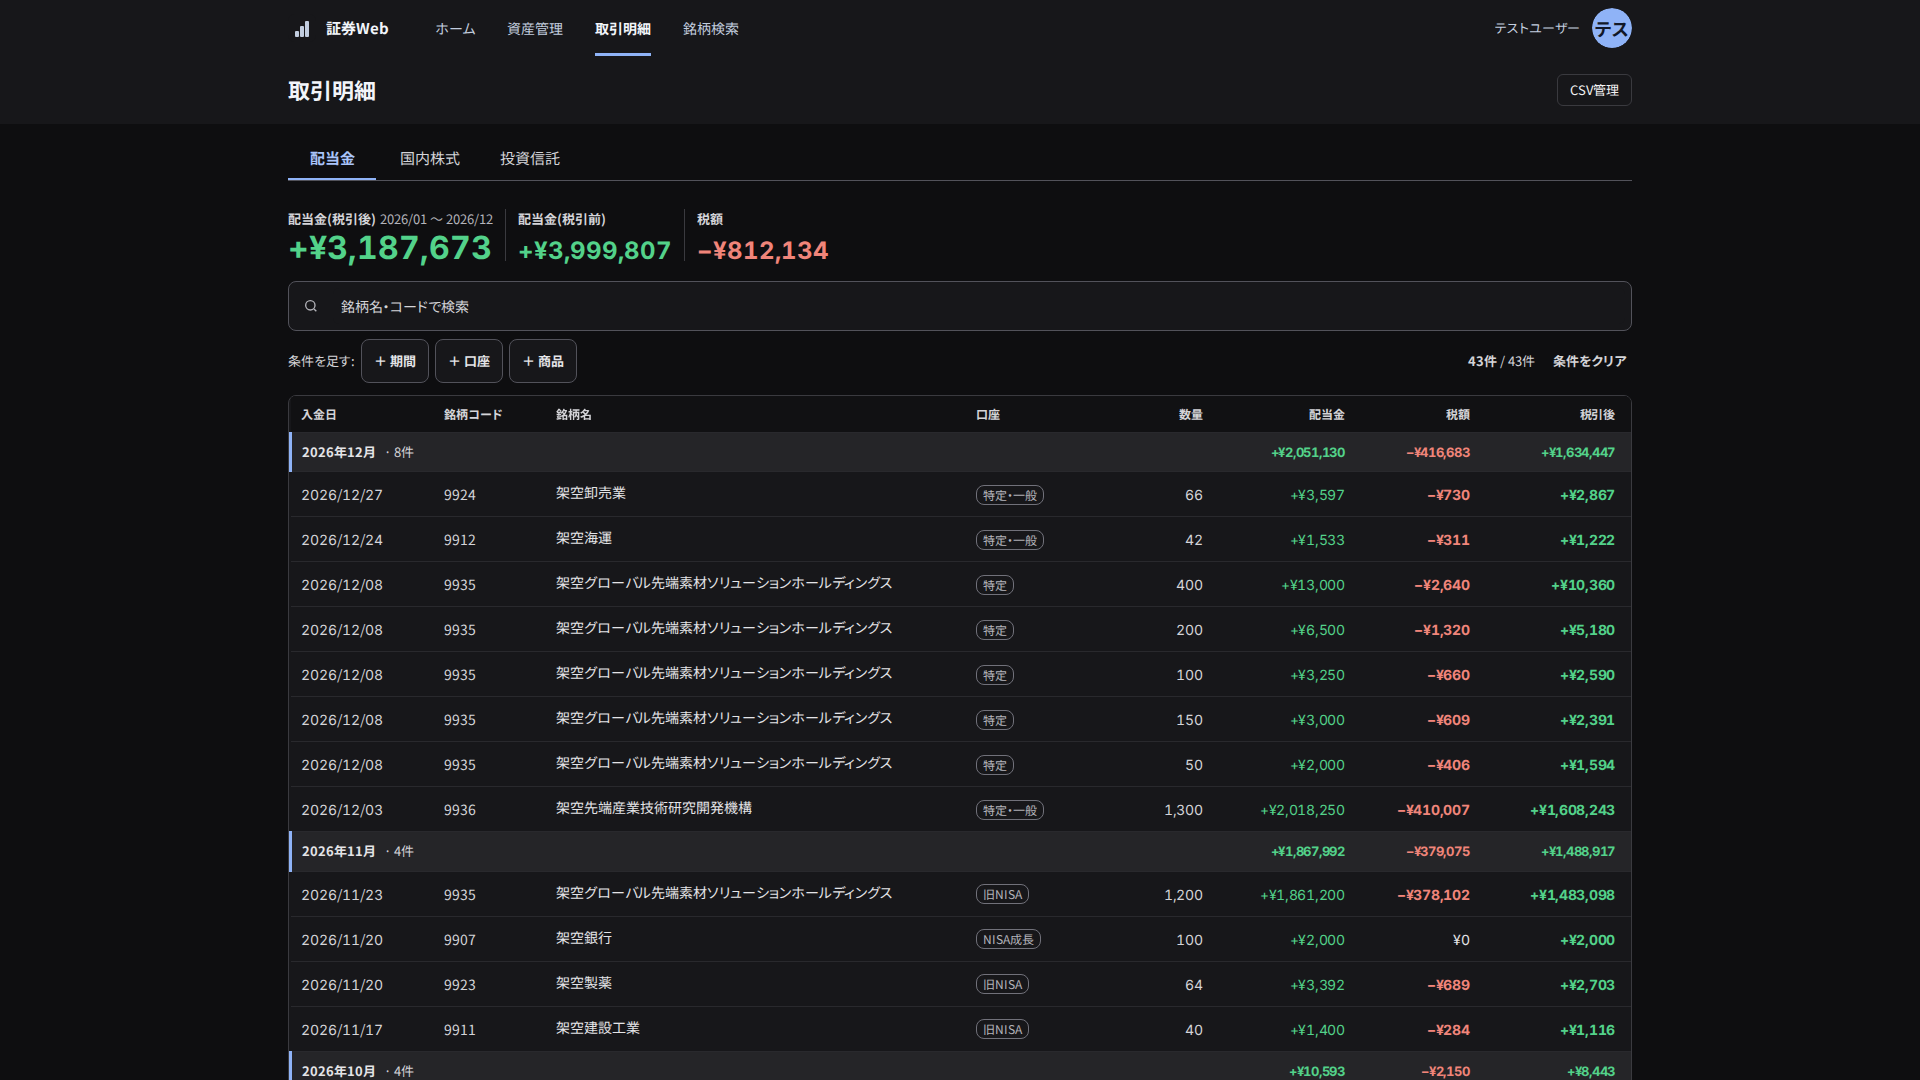 証券Web ホーム 資産管理 取引明細 銘柄検索 テストユーザー テス
取引明細 CSV管理
配当金 国内株式 投資信託
配当金(税引後) 2026/01 〜 2026/12 配当金(税引前) 税額
+¥3,187,673 +¥3,999,807 −¥812,134
銘柄名・コードで検索
条件を足す: + 期間 + 口座 + 商品 43件 / 43件 条件をクリア
入金日 銘柄コード 銘柄名 口座 数量 配当金 税額 税引後
2026年12月 · 8件 +¥2,051,130 −¥416,683 +¥1,634,447
2026/12/27 9924 架空卸売業 特定・一般 66 +¥3,597 −¥730 +¥2,867
2026/12/24 9912 架空海運 特定・一般 42 +¥1,533 −¥311 +¥1,222
2026/12/08 9935 架空グローバル先端素材ソリューションホールディングス 特定 400 +¥13,000 −¥2,640 +¥10,360
2026/12/08 9935 架空グローバル先端素材ソリューションホールディングス 特定 200 +¥6,500 −¥1,320 +¥5,180
2026/12/08 9935 架空グローバル先端素材ソリューションホールディングス 特定 100 +¥3,250 −¥660 +¥2,590
2026/12/08 9935 架空グローバル先端素材ソリューションホールディングス 特定 150 +¥3,000 −¥609 +¥2,391
2026/12/08 9935 架空グローバル先端素材ソリューションホールディングス 特定 50 +¥2,000 −¥406 +¥1,594
2026/12/03 9936 架空先端産業技術研究開発機構 特定・一般 1,300 +¥2,018,250 −¥410,007 +¥1,608,243
2026年11月 · 4件 +¥1,867,992 −¥379,075 +¥1,488,917
2026/11/23 9935 架空グローバル先端素材ソリューションホールディングス 旧NISA 1,200 +¥1,861,200 −¥378,102 +¥1,483,098
2026/11/20 9907 架空銀行 NISA成長 100 +¥2,000 ¥0 +¥2,000
2026/11/20 9923 架空製薬 旧NISA 64 +¥3,392 −¥689 +¥2,703
2026/11/17 9911 架空建設工業 旧NISA 40 +¥1,400 −¥284 +¥1,116
2026年10月 · 4件 +¥10,593 −¥2,150 +¥8,443